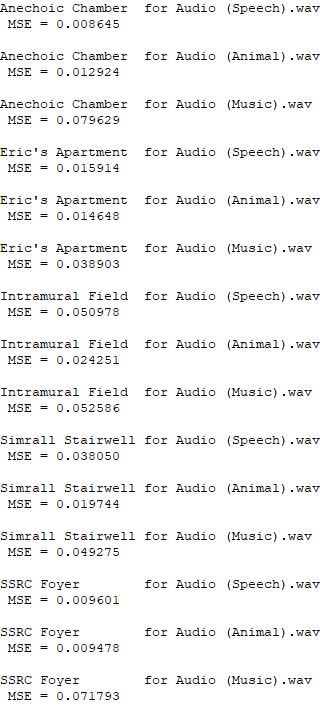 Anechoic Chamber  for Audio (Speech).wav
 MSE = 0.008645
Anechoic Chamber  for Audio (Animal).wav
 MSE = 0.012924
Anechoic Chamber  for Audio (Music).wav
 MSE = 0.079629
Eric's Apartment  for Audio (Speech).wav
 MSE = 0.015914
Eric's Apartment  for Audio (Animal).wav
 MSE = 0.014648
Eric's Apartment  for Audio (Music).wav
 MSE = 0.038903
Intramural Field  for Audio (Speech).wav
 MSE = 0.050978
Intramural Field  for Audio (Animal).wav
 MSE = 0.024251
Intramural Field  for Audio (Music).wav
 MSE = 0.052586
Simrall Stairwell for Audio (Speech).wav
 MSE = 0.038050
Simrall Stairwell for Audio (Animal).wav
 MSE = 0.019744
Simrall Stairwell for Audio (Music).wav
 MSE = 0.049275
SSRC Foyer        for Audio (Speech).wav
 MSE = 0.009601
SSRC Foyer        for Audio (Animal).wav
 MSE = 0.009478
SSRC Foyer        for Audio (Music).wav
 MSE = 0.071793